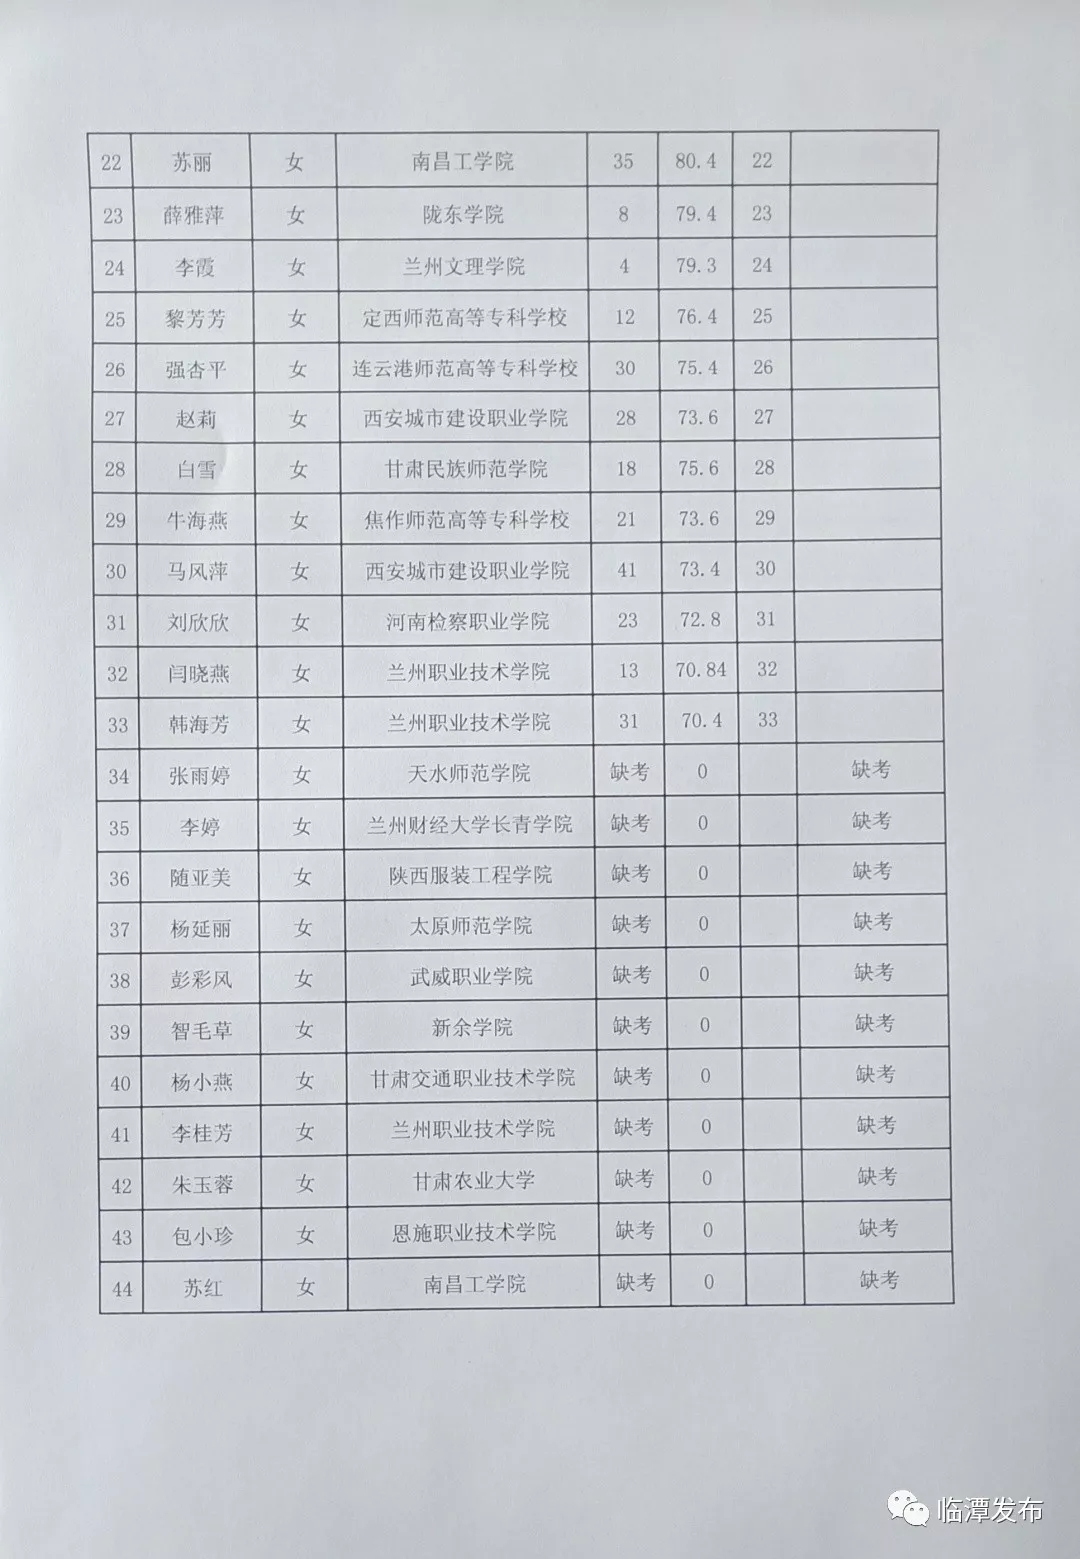 22 苏丽 女 南昌工学院 35 80.4 22
23 薛雅萍 女 陇东学院 8 79.4 23
24 李霞 女 兰州文理学院 4 79.3 24
25 黎芳芳 女 定西师范高等专科学校 12 76.4 25
26 强杏平 女 连云港师范高等专科学校 30 75.4 26
27 赵莉 女 西安城市建设职业学院 28 73.6 27
28 白雪 女 甘肃民族师范学院 18 75.6 28
29 牛海燕 女 焦作师范高等专科学校 21 73.6 29
30 马风萍 女 西安城市建设职业学院 41 73.4 30
31 刘欣欣 女 河南检察职业学院 23 72.8 31
32 闫晓燕 女 兰州职业技术学院 13 70.84 32
33 韩海芳 女 兰州职业技术学院 31 70.4 33
34 张雨婷 女 天水师范学院 缺考 0 缺考
35 李婷 女 兰州财经大学长青学院 缺考 0 缺考
36 随亚美 女 陕西服装工程学院 缺考 0 缺考
37 杨延丽 女 太原师范学院 缺考 0 缺考
38 彭彩风 女 武威职业学院 缺考 0 缺考
39 智毛草 女 新余学院 缺考 0 缺考
40 杨小燕 女 甘肃交通职业技术学院 缺考 0 缺考
41 李桂芳 女 兰州职业技术学院 缺考 0 缺考
42 朱玉蓉 女 甘肃农业大学 缺考 0 缺考
43 包小珍 女 恩施职业技术学院 缺考 0 缺考
44 苏红 女 南昌工学院 缺考 0 缺考
临潭发布